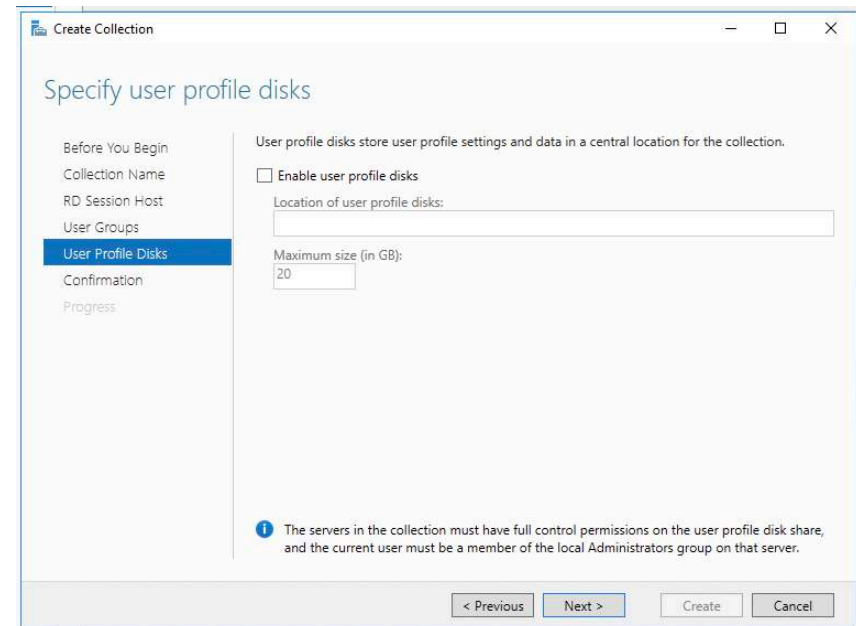 Create Collection
Specify user profile disks
Before You Begin
Collection Name
RD Session Host
User Groups
User Profile Disks
Confirmation
Progress
User profile disks store user profile settings and data in a central location for the collection.
Enable user profile disks
Location of user profile disks:
Maximum size (in GB):
20
The servers in the collection must have full control permissions on the user profile disk share,
and the current user must be a member of the local Administrators group on that server.
< Previous
Next >
Create
Cancel